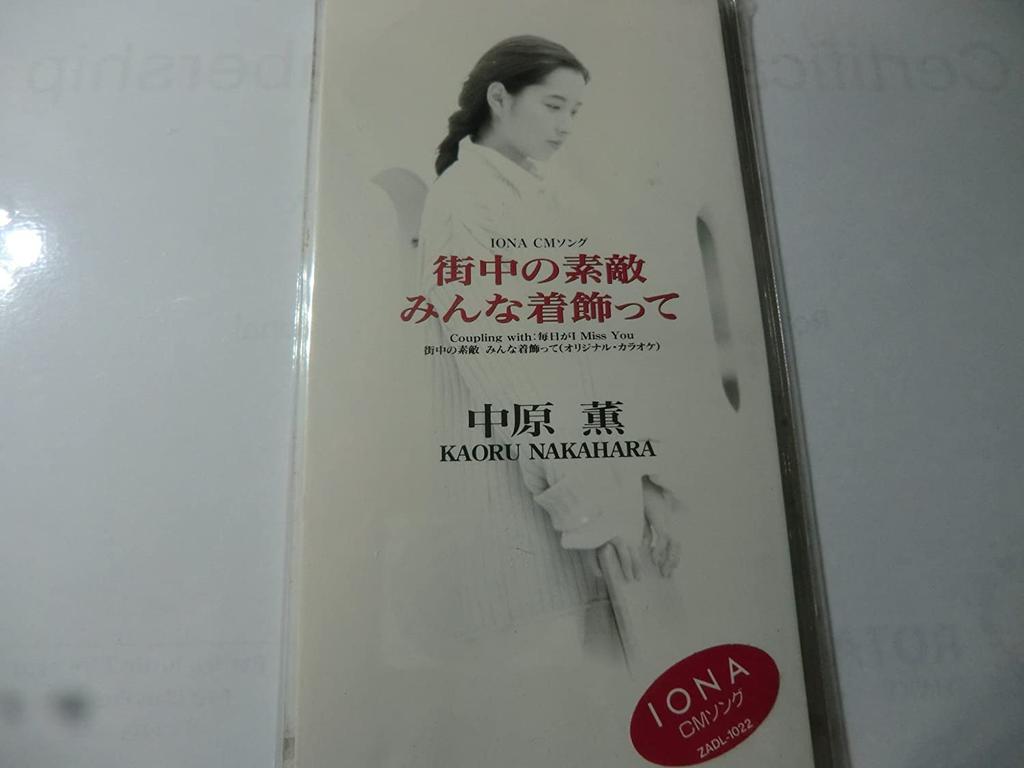 IONA CMソング
街中の素敵
みんな着飾って
Coupling with:毎日がI Miss You
街中の素敵 みんな着飾って(オリジナル・カラオケ)
中原 薫
KAORU NAKAHARA
IONA
CMソング
ZADL-1022